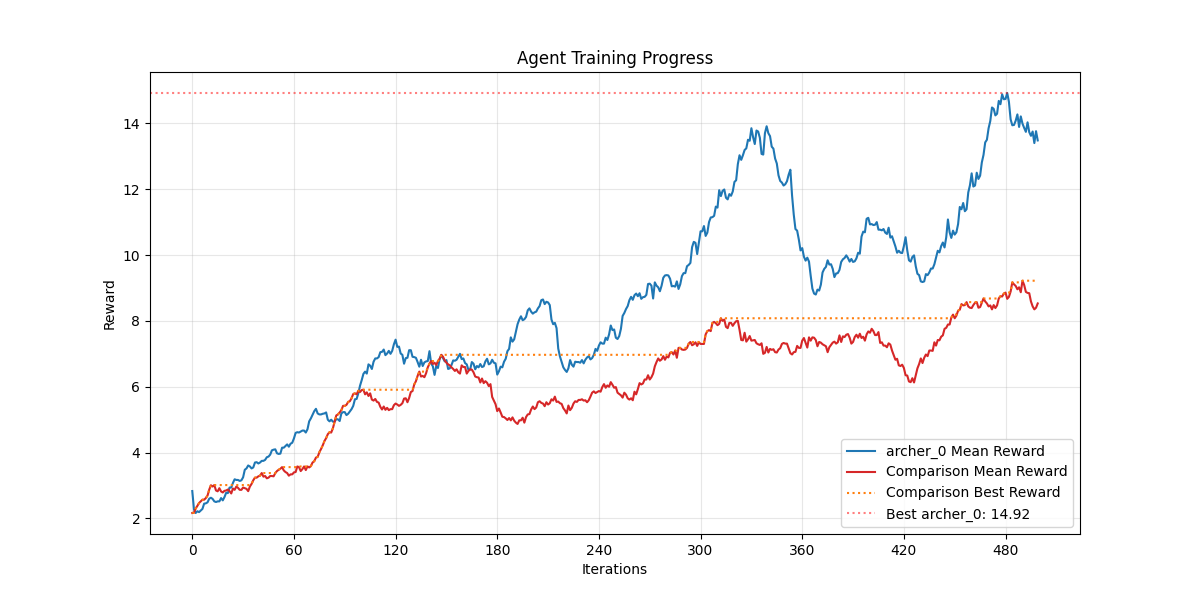 Agent Training Progress
Reward
14
12
10
8
6
4
2
0 60 120 180 240 300 360 420 480
Iterations
archer_0 Mean Reward
Comparison Mean Reward
Comparison Best Reward
Best archer_0: 14.92